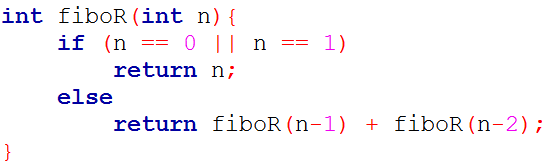 int fiboR(int n){
    if (n == 0 || n == 1)
        return n;
    else
        return fiboR(n-1) + fiboR(n-2);
}